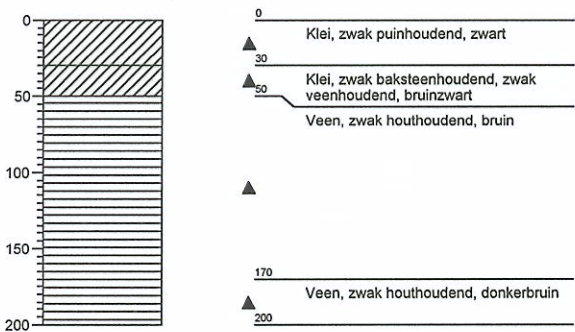 0
50
100
150
200
0
Klei, zwak puinhoudend, zwart
30
Klei, zwak baksteenhoudend, zwak
veenhoudend, bruinzwart
50
Veen, zwak houthoudend, bruin
170
Veen, zwak houthoudend, donkerbruin
200